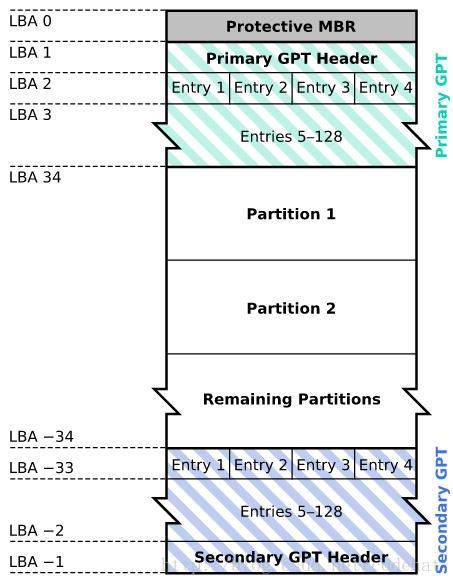 LBA 0
Protective MBR
LBA 1
Primary GPT Header
LBA 2
Entry 1 Entry 2 Entry 3 Entry 4
LBA 3
Entries 5–128
Primary GPT
LBA 34
Partition 1
Partition 2
Remaining Partitions
LBA −34
LBA −33
Entry 1 Entry 2 Entry 3 Entry 4
Entries 5–128
LBA −2
Secondary GPT Header
LBA −1
Secondary GPT